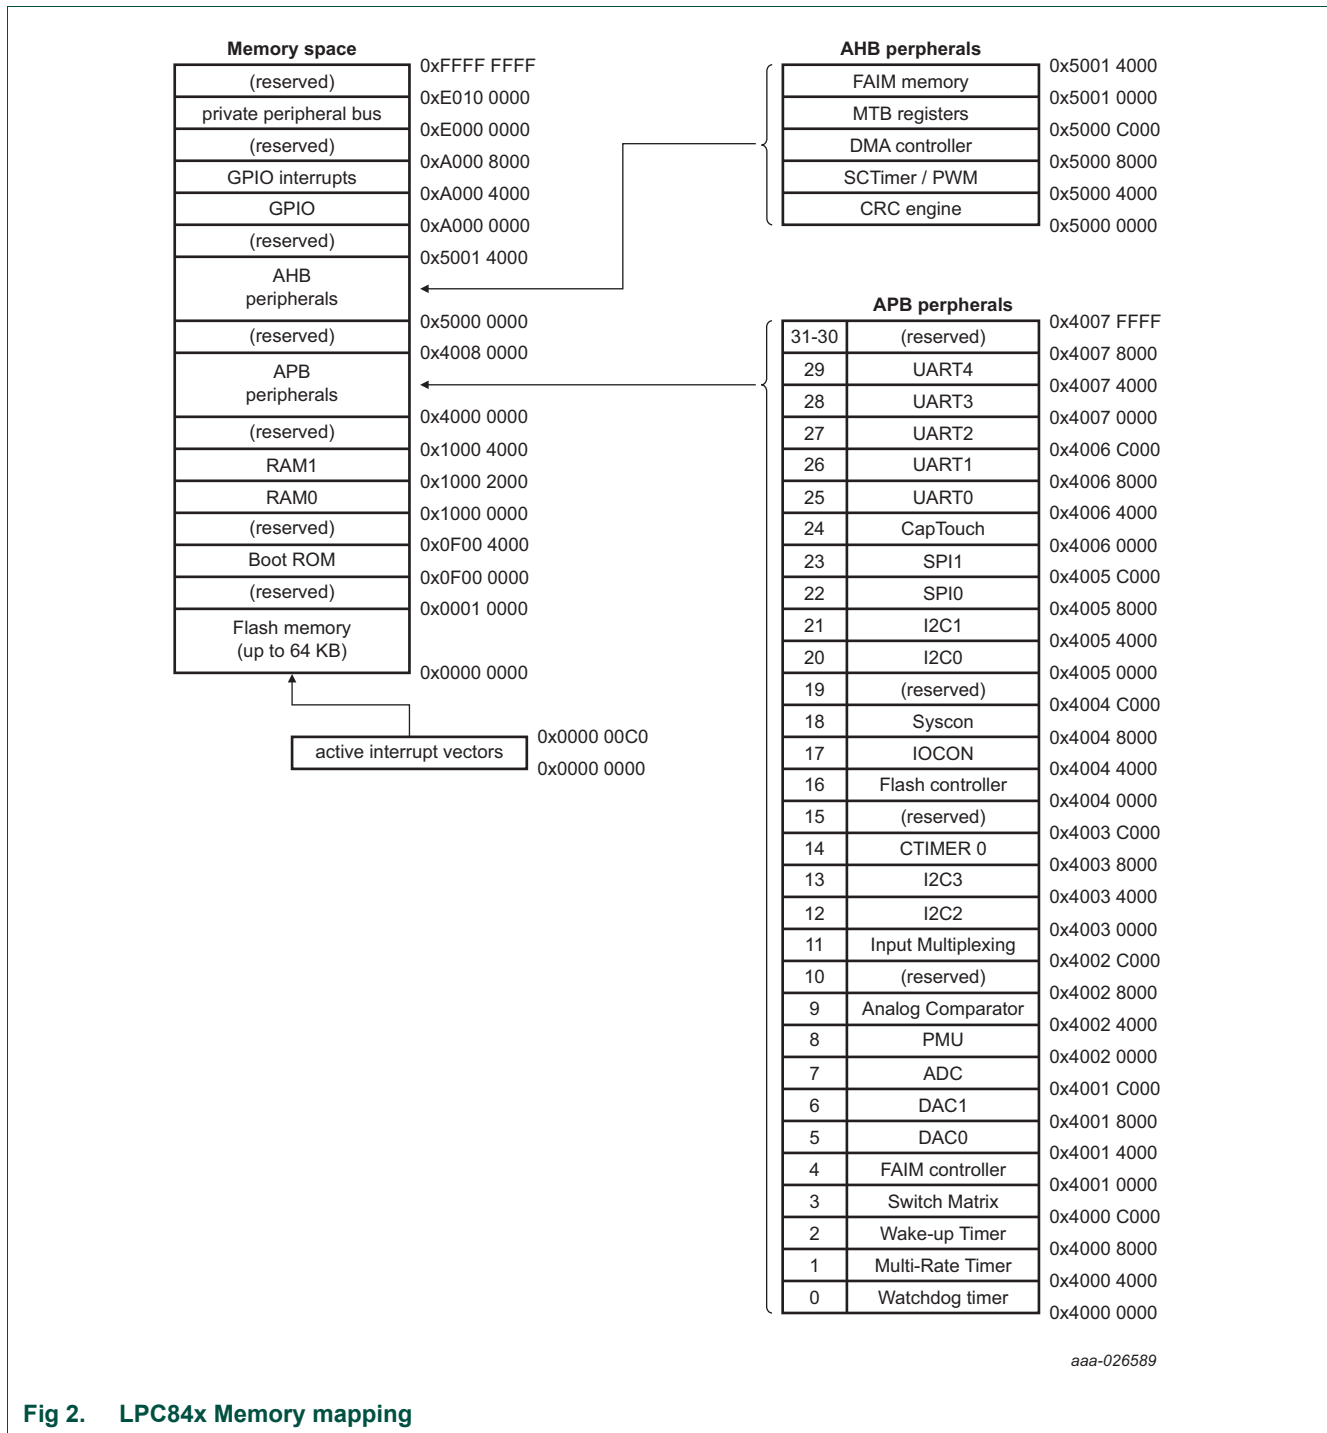 Memory space
0xFFFF FFFF
(reserved)
0xE010 0000
private peripheral bus
0xE000 0000
(reserved)
0xA000 8000
GPIO interrupts
0xA000 4000
GPIO
0xA000 0000
(reserved)
0x5001 4000
AHB
peripherals
0x5000 0000
(reserved)
0x4008 0000
APB
peripherals
0x4000 0000
(reserved)
0x1000 4000
RAM1
0x1000 2000
RAM0
0x1000 0000
(reserved)
0x0F00 4000
Boot ROM
0x0F00 0000
(reserved)
0x0001 0000
Flash memory
(up to 64 KB)
0x0000 0000
0x0000 00C0
active interrupt vectors
0x0000 0000
AHB perpherals
0x5001 4000
FAIM memory
0x5001 0000
MTB registers
0x5000 C000
DMA controller
0x5000 8000
SCTimer / PWM
0x5000 4000
CRC engine
0x5000 0000
APB perpherals
0x4007 FFFF
31-30 (reserved)
0x4007 8000
29 UART4
0x4007 4000
28 UART3
0x4007 0000
27 UART2
0x4006 C000
26 UART1
0x4006 8000
25 UART0
0x4006 4000
24 CapTouch
0x4006 0000
23 SPI1
0x4005 C000
22 SPI0
0x4005 8000
21 I2C1
0x4005 4000
20 I2C0
0x4005 0000
19 (reserved)
0x4004 C000
18 Syscon
0x4004 8000
17 IOCON
0x4004 4000
16 Flash controller
0x4004 0000
15 (reserved)
0x4003 C000
14 CTIMER 0
0x4003 8000
13 I2C3
0x4003 4000
12 I2C2
0x4003 0000
11 Input Multiplexing
0x4002 C000
10 (reserved)
0x4002 8000
9 Analog Comparator
0x4002 4000
8 PMU
0x4002 0000
7 ADC
0x4001 C000
6 DAC1
0x4001 8000
5 DAC0
0x4001 4000
4 FAIM controller
0x4001 0000
3 Switch Matrix
0x4000 C000
2 Wake-up Timer
0x4000 8000
1 Multi-Rate Timer
0x4000 4000
0 Watchdog timer
0x4000 0000
aaa-026589
Fig 2. LPC84x Memory mapping